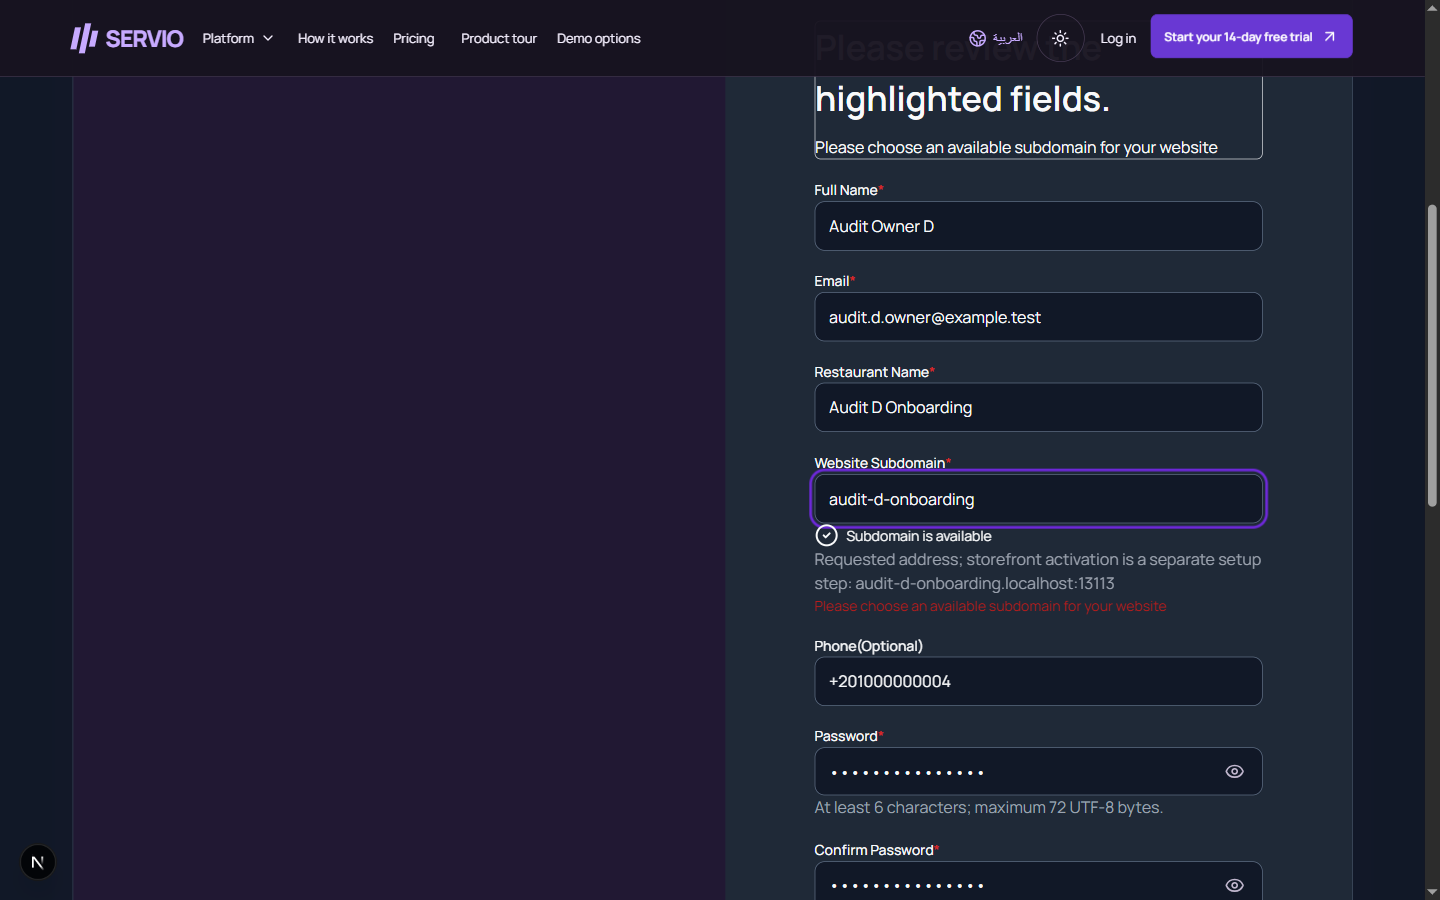 SERVIO
Platform
How it works
Pricing
Product tour
Demo options
العربية
Log in
Start your 14-day free trial
Please review the
highlighted fields.
Please choose an available subdomain for your website
Full Name*
Audit Owner D
Email*
audit.d.owner@example.test
Restaurant Name*
Audit D Onboarding
Website Subdomain*
audit-d-onboarding
Subdomain is available
Requested address; storefront activation is a separate setup
step: audit-d-onboarding.localhost:13113
Please choose an available subdomain for your website
Phone(Optional)
+201000000004
Password*
•••••••••••••••
At least 6 characters; maximum 72 UTF-8 bytes.
Confirm Password*
•••••••••••••••
N